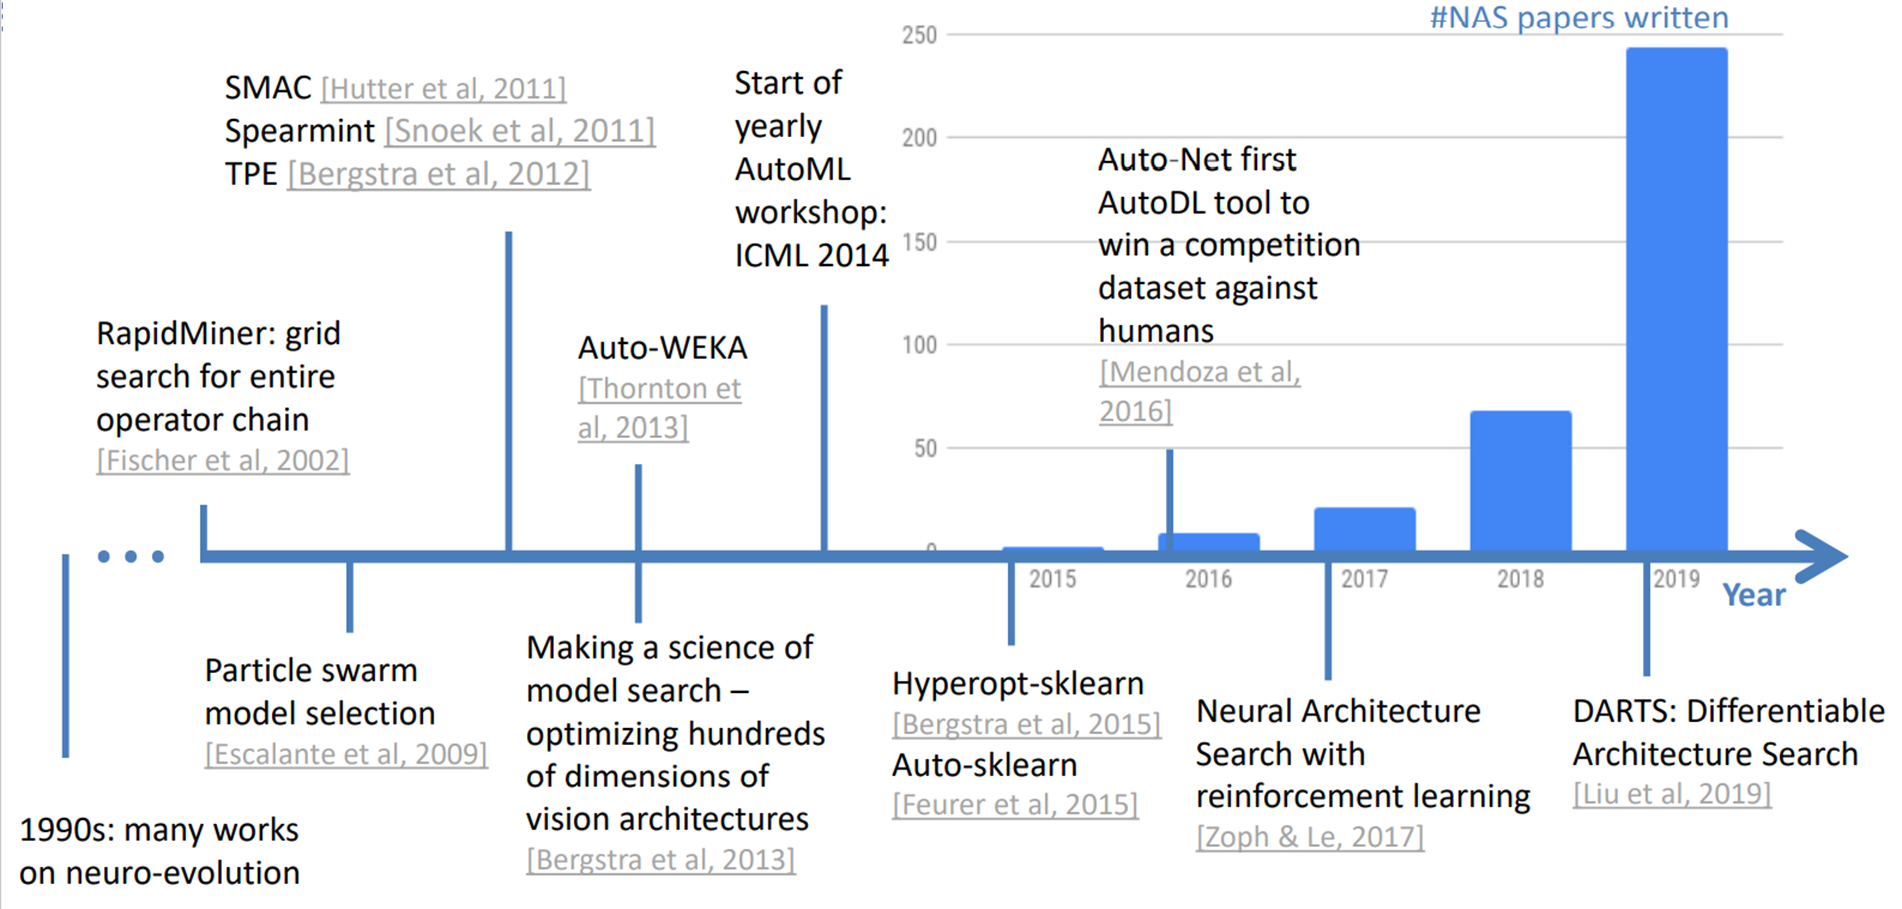 #NAS papers written
250
200
150
100
50
0
SMAC [Hutter et al, 2011]
Spearmint [Snoek et al, 2011]
TPE [Bergstra et al, 2012]
Start of
yearly
AutoML
workshop:
ICML 2014
Auto-Net first
AutoDL tool to
win a competition
dataset against
humans
[Mendoza et al,
2016]
RapidMiner: grid
search for entire
operator chain
[Fischer et al, 2002]
Auto-WEKA
[Thornton et
al, 2013]
2015
2016
2017
2018
2019
Year
Particle swarm
model selection
[Escalante et al, 2009]
Making a science of
model search –
optimizing hundreds
of dimensions of
vision architectures
[Bergstra et al, 2013]
Hyperopt-sklearn
[Bergstra et al, 2015]
Auto-sklearn
[Feurer et al, 2015]
Neural Architecture
Search with
reinforcement learning
[Zoph & Le, 2017]
DARTS: Differentiable
Architecture Search
[Liu et al, 2019]
1990s: many works
on neuro-evolution